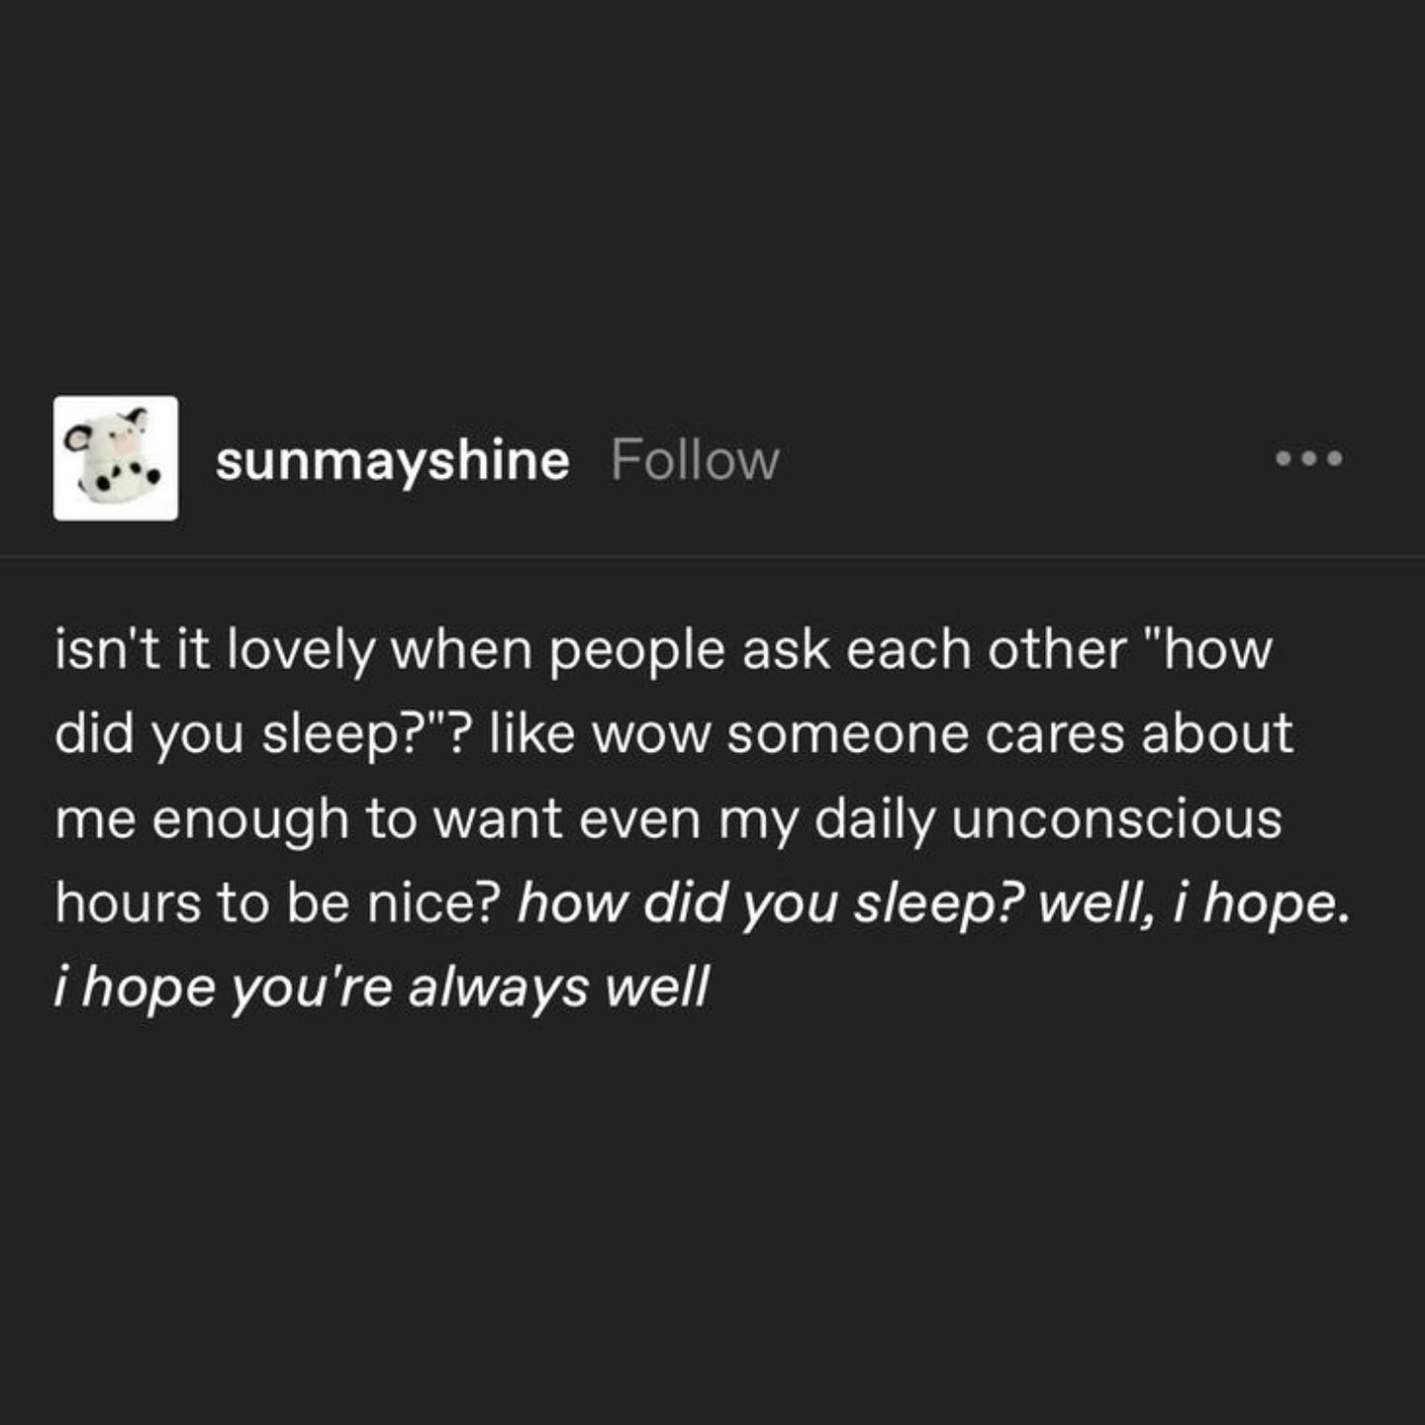 sunmayshine Follow
isn't it lovely when people ask each other "how
did you sleep?"? like wow someone cares about
me enough to want even my daily unconscious
hours to be nice? how did you sleep? well, i hope.
i hope you're always well